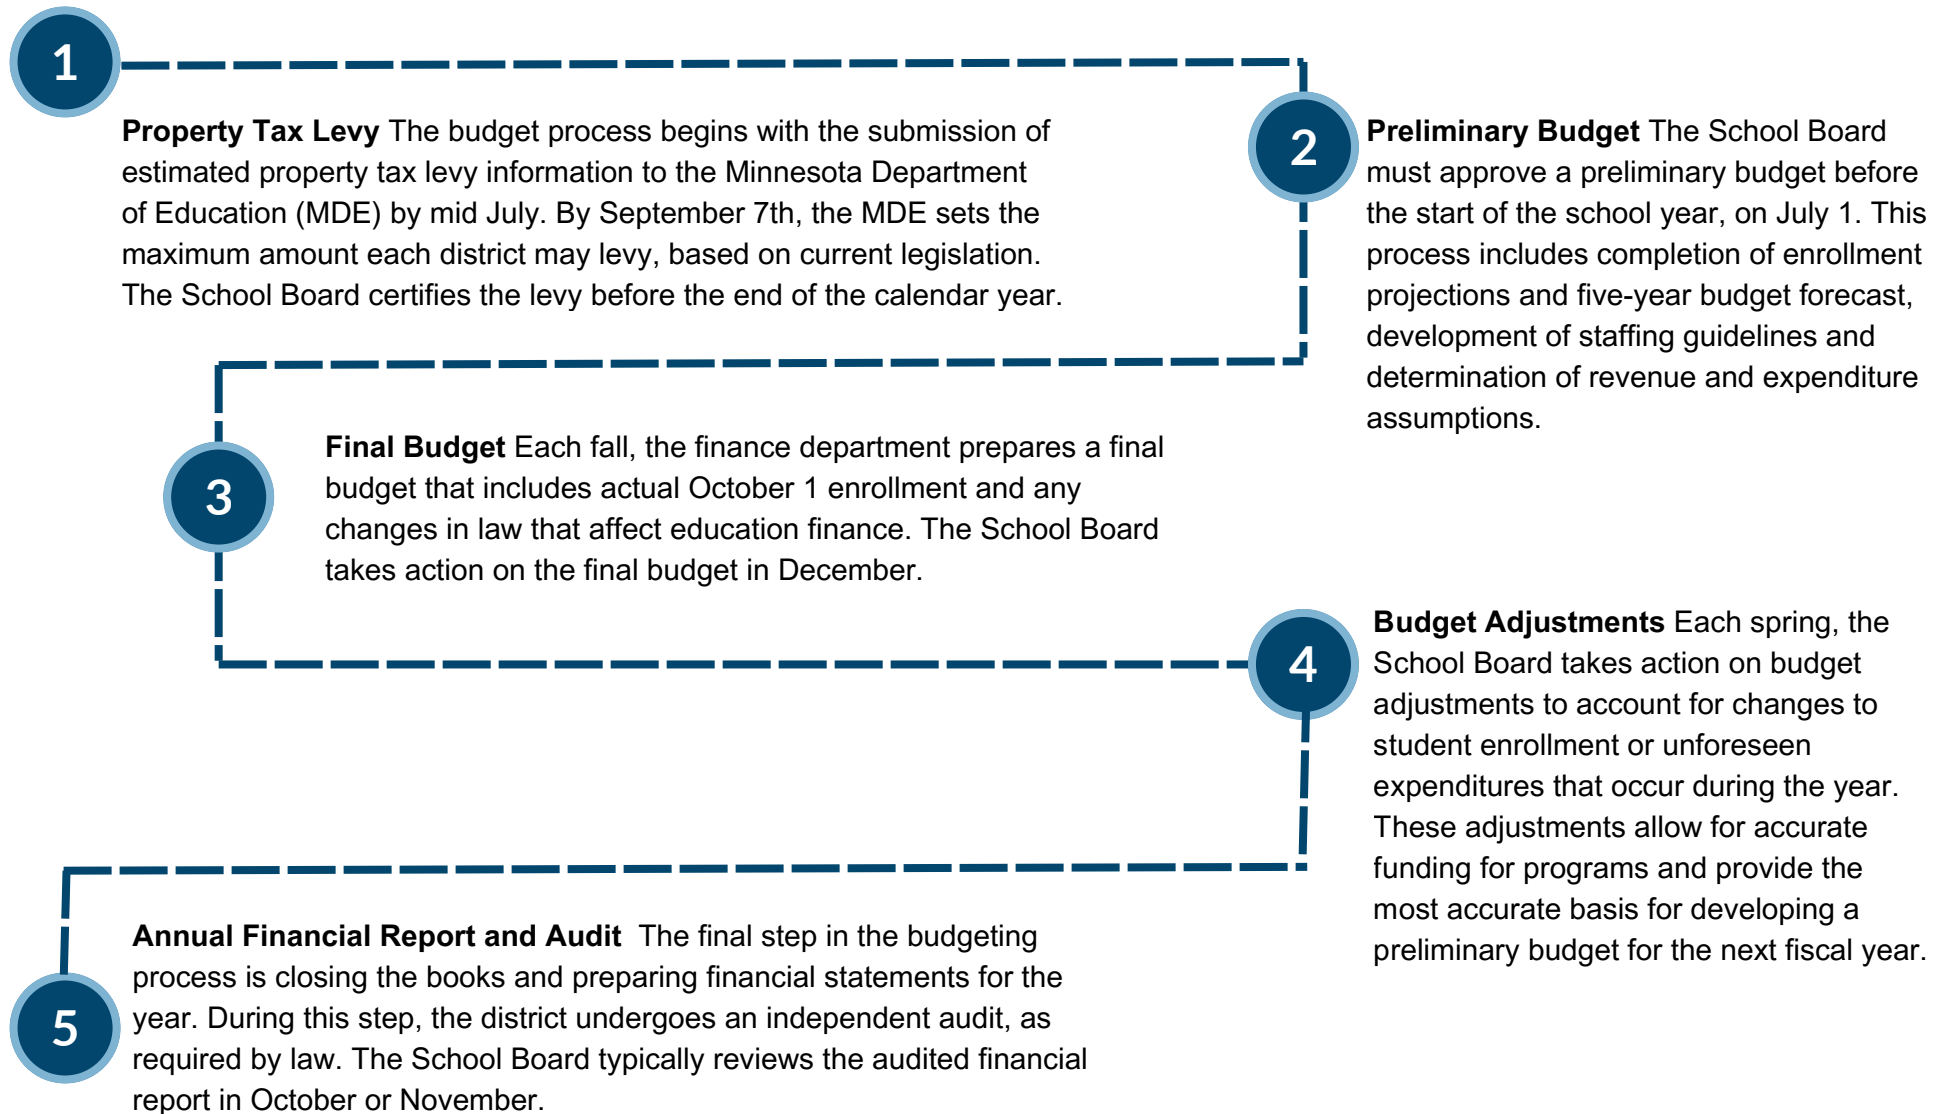 1
Property Tax Levy The budget process begins with the submission of
estimated property tax levy information to the Minnesota Department
of Education (MDE) by mid July. By September 7th, the MDE sets the
maximum amount each district may levy, based on current legislation.
The School Board certifies the levy before the end of the calendar year.
2
Preliminary Budget The School Board
must approve a preliminary budget before
the start of the school year, on July 1. This
process includes completion of enrollment
projections and five-year budget forecast,
development of staffing guidelines and
determination of revenue and expenditure
assumptions.
3
Final Budget Each fall, the finance department prepares a final
budget that includes actual October 1 enrollment and any
changes in law that affect education finance. The School Board
takes action on the final budget in December.
4
Budget Adjustments Each spring, the
School Board takes action on budget
adjustments to account for changes to
student enrollment or unforeseen
expenditures that occur during the year.
These adjustments allow for accurate
funding for programs and provide the
most accurate basis for developing a
preliminary budget for the next fiscal year.
5
Annual Financial Report and Audit  The final step in the budgeting
process is closing the books and preparing financial statements for the
year. During this step, the district undergoes an independent audit, as
required by law. The School Board typically reviews the audited financial
report in October or November.